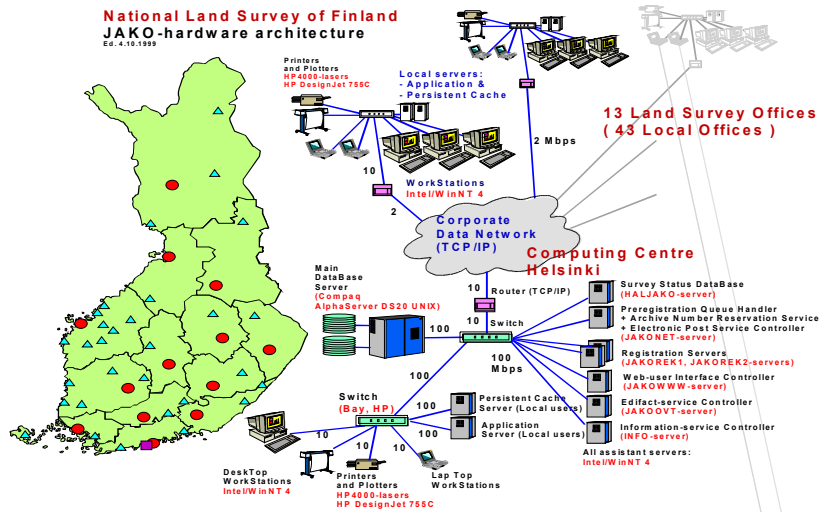 National Land Survey of Finland
JAKO-hardware architecture
Ed. 4.10.1999
Printers
and Plotters
HP4000-lasers
HP DesignJet 755C
Local servers:
- Application &
- Persistent Cache
13 Land Survey Offices
( 43 Local Offices )
2 Mbps
10
WorkStations
Intel/WinNT 4
2
Corporate
Data Network
(TCP/IP)
Computing Centre
Helsinki
Main
DataBase
Server
(Compaq
AlphaServer DS20 UNIX)
10
Router (TCP/IP)
10
Switch
100
100
Mbps
Survey Status DataBase
(HALJAKO-server)
Preregistration Queue Handler
+ Archive Number Reservation Service
+ Electronic Post Service Controller
(JAKONET-server)
Registration Servers
(JAKOREK1, JAKOREK2-servers)
Web-user Interface Controller
(JAKOWWW-server)
Edifact-service Controller
(JAKOOVT-server)
Information-service Controller
(INFO-server)
All assistant servers:
Intel/WinNT 4
100
Switch
(Bay, HP)
100
Persistent Cache
Server (Local users)
100
Application
Server (Local users)
10
10
10
10
DeskTop
WorkStations
Intel/WinNT 4
Printers
and Plotters
HP4000-lasers
HP DesignJet 755C
Lap Top
WorkStations